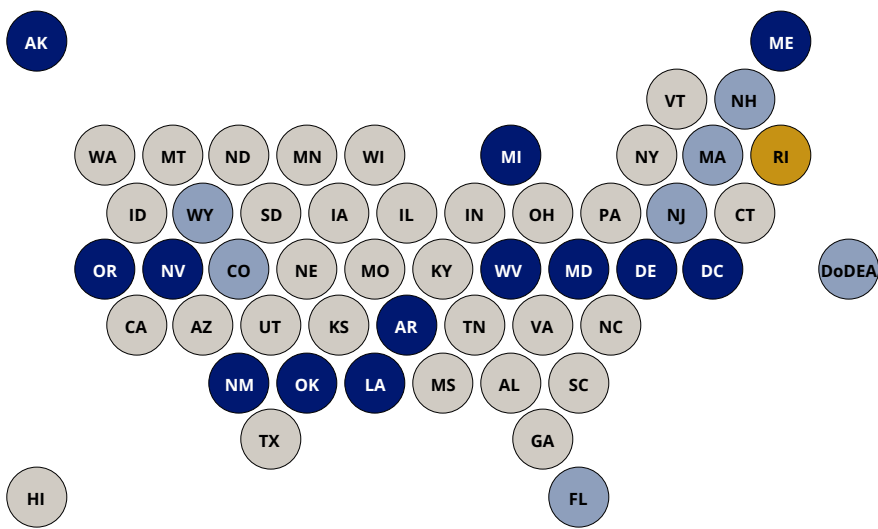 AK ME
VT NH
WA MT ND MN WI MI NY MA RI
ID WY SD IA IL IN OH PA NJ CT
OR NV CO NE MO KY WV MD DE DC DoDEA
CA AZ UT KS AR TN VA NC
NM OK LA MS AL SC
TX GA
HI FL